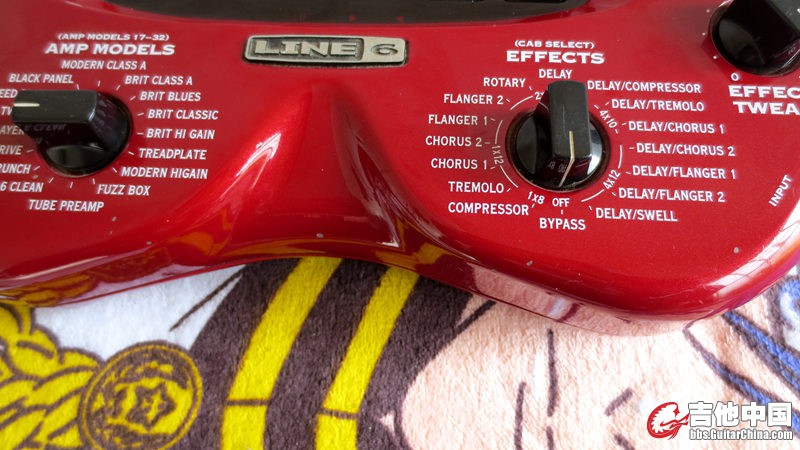 (AMP MODELS 17-32)
AMP MODELS
MODERN CLASS A
BLACK PANEL
BRIT CLASS A
BRIT BLUES
BRIT CLASSIC
BRIT HI GAIN
TREADPLATE
MODERN HIGAIN
FUZZ BOX
TUBE PREAMP
6 CLEAN
LINE 6
(CAB SELECT)
EFFECTS
DELAY
ROTARY
FLANGER 2
FLANGER 1
CHORUS 2
CHORUS 1
TREMOLO
COMPRESSOR
BYPASS
DELAY/COMPRESSOR
DELAY/TREMOLO
DELAY/CHORUS 1
DELAY/CHORUS 2
DELAY/FLANGER 1
DELAY/FLANGER 2
DELAY/SWELL
OFF
1X8
1X12
4X10
4X12
0
EFFEC
TWEA
INPUT
吉他中国
bbs.GuitarChina.com